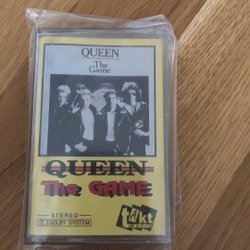 QUEEN
The
Game
QUEEN
The GAME
STEREO
DOLBY SYSTEM
takt